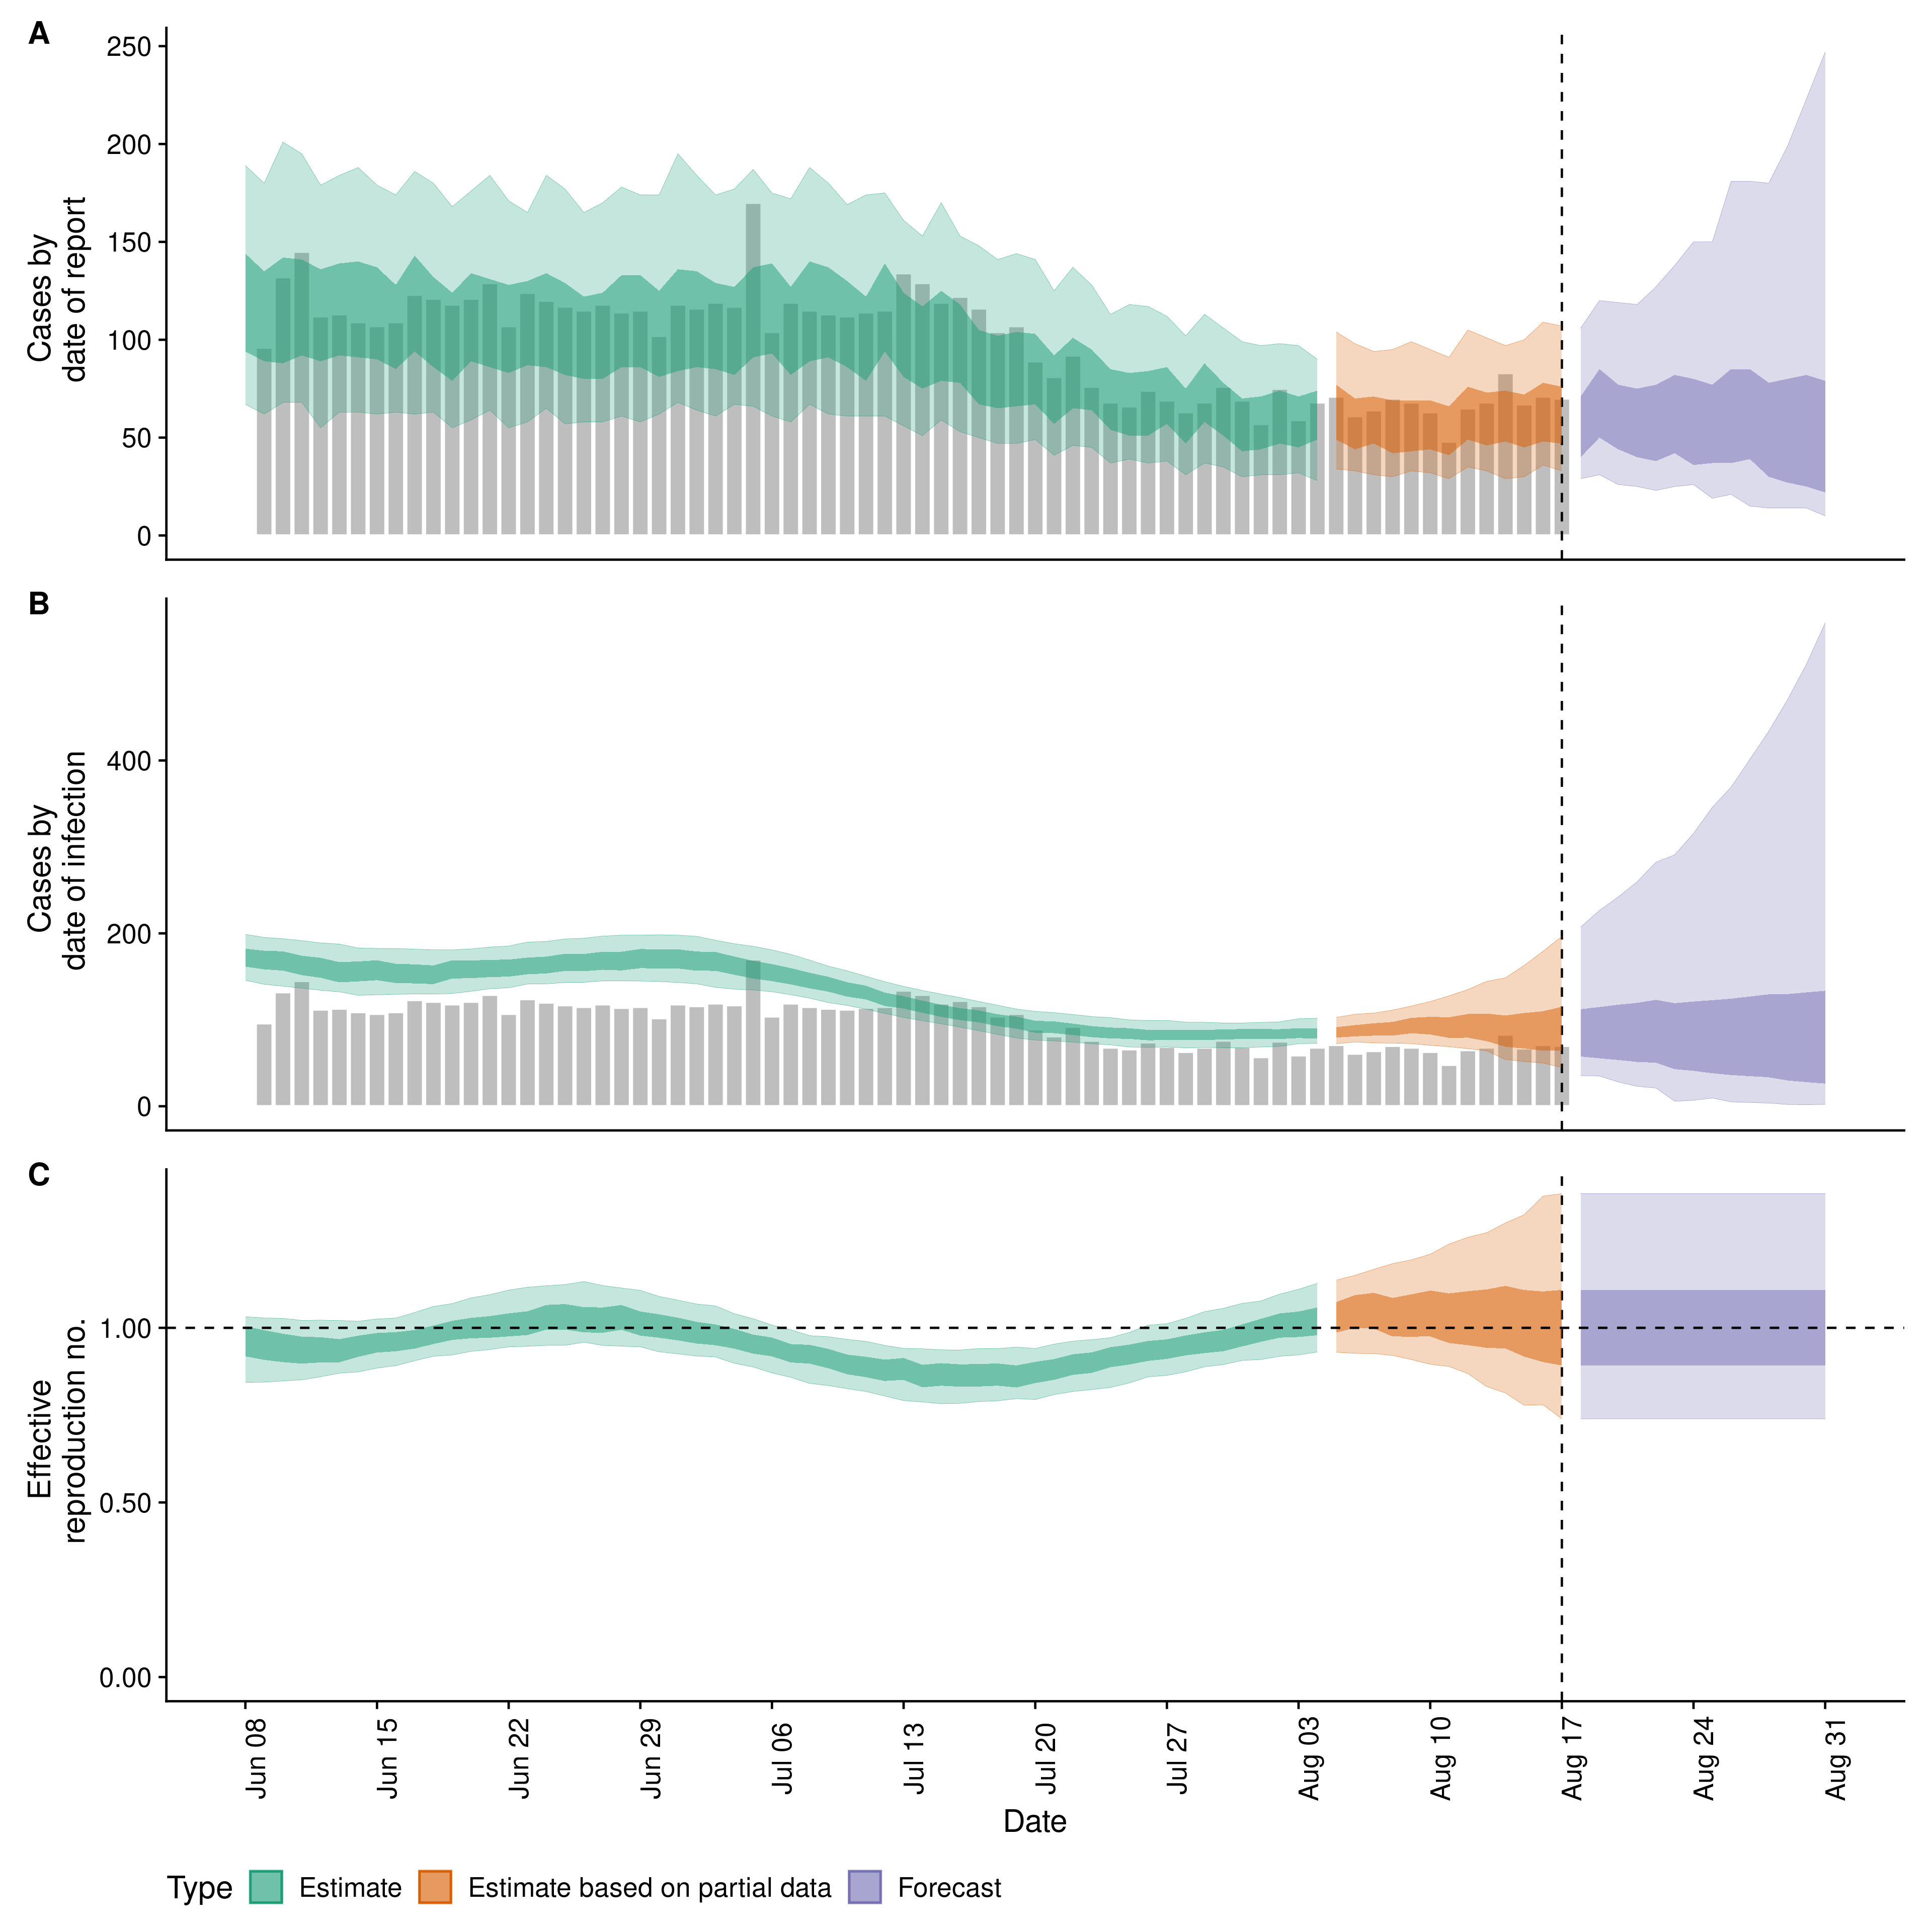 A
Cases by
date of report
250
200
150
100
50
0
B
Cases by
date of infection
400
200
0
C
Effective
reproduction no.
1.00
0.50
0.00
Jun 08
Jun 15
Jun 22
Jun 29
Jul 06
Jul 13
Jul 20
Jul 27
Aug 03
Aug 10
Aug 17
Aug 24
Aug 31
Date
Type Estimate Estimate based on partial data Forecast